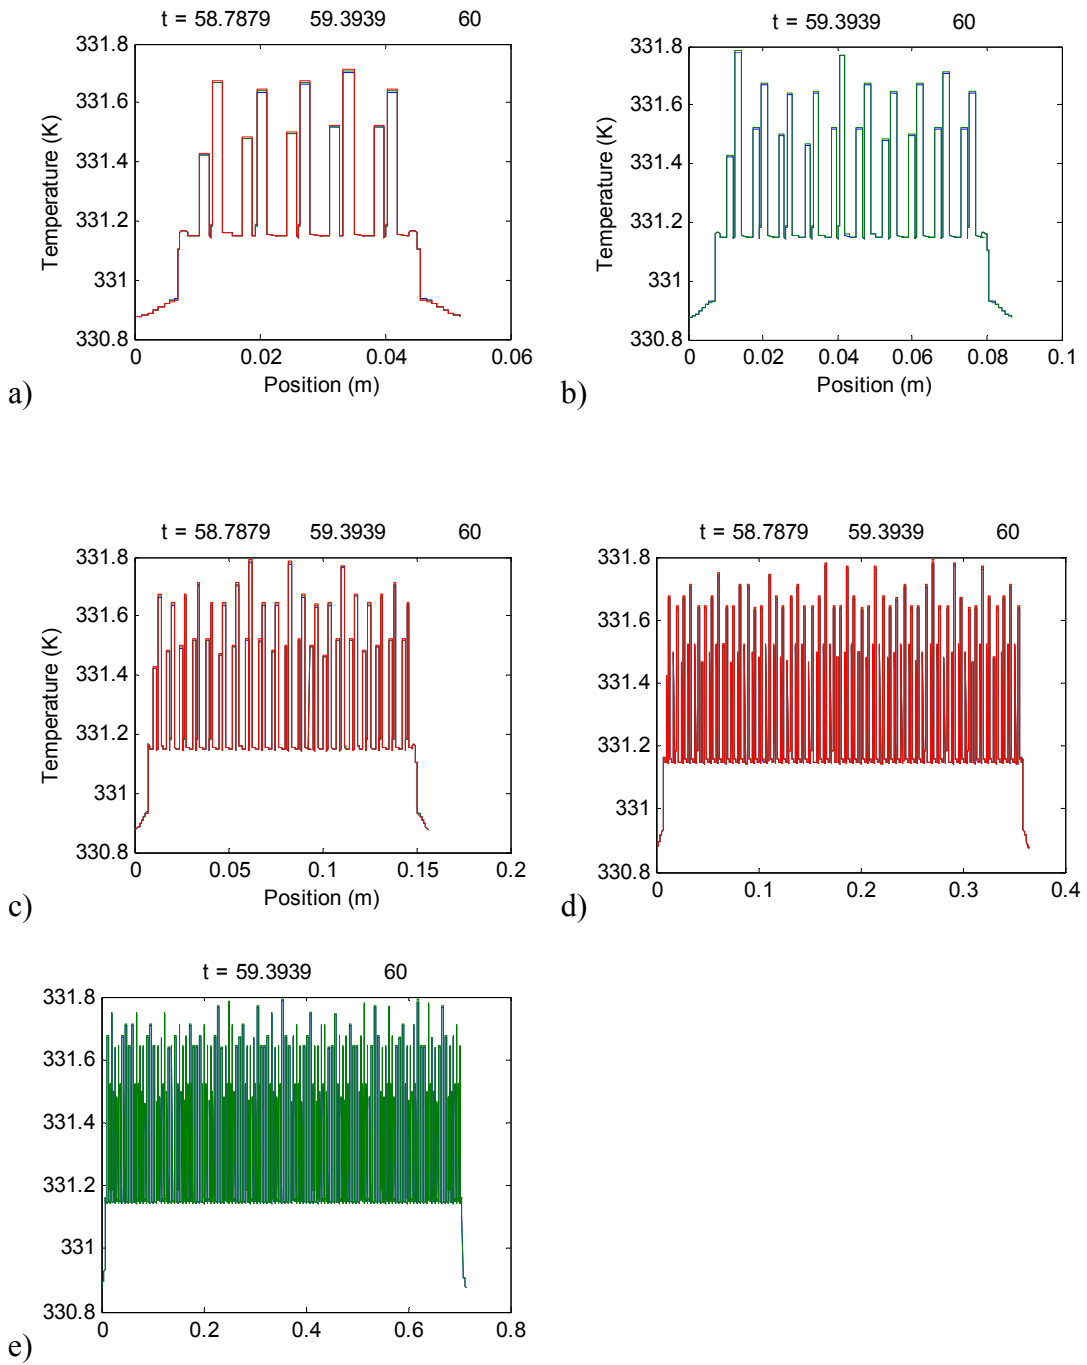 t = 58.7879 59.3939 60
331.8
331.6
331.4
331.2
331
330.8
Temperature (K)
0 0.02 0.04 0.06
Position (m)
a)
t = 59.3939 60
331.8
331.6
331.4
331.2
331
330.8
Temperature (K)
0 0.02 0.04 0.06 0.08 0.1
Position (m)
b)
t = 58.7879 59.3939 60
331.8
331.6
331.4
331.2
331
330.8
Temperature (K)
0 0.05 0.1 0.15 0.2
Position (m)
c)
t = 58.7879 59.3939 60
331.8
331.6
331.4
331.2
331
330.8
0 0.1 0.2 0.3 0.4
d)
t = 59.3939 60
331.8
331.6
331.4
331.2
331
330.8
0 0.2 0.4 0.6 0.8
e)